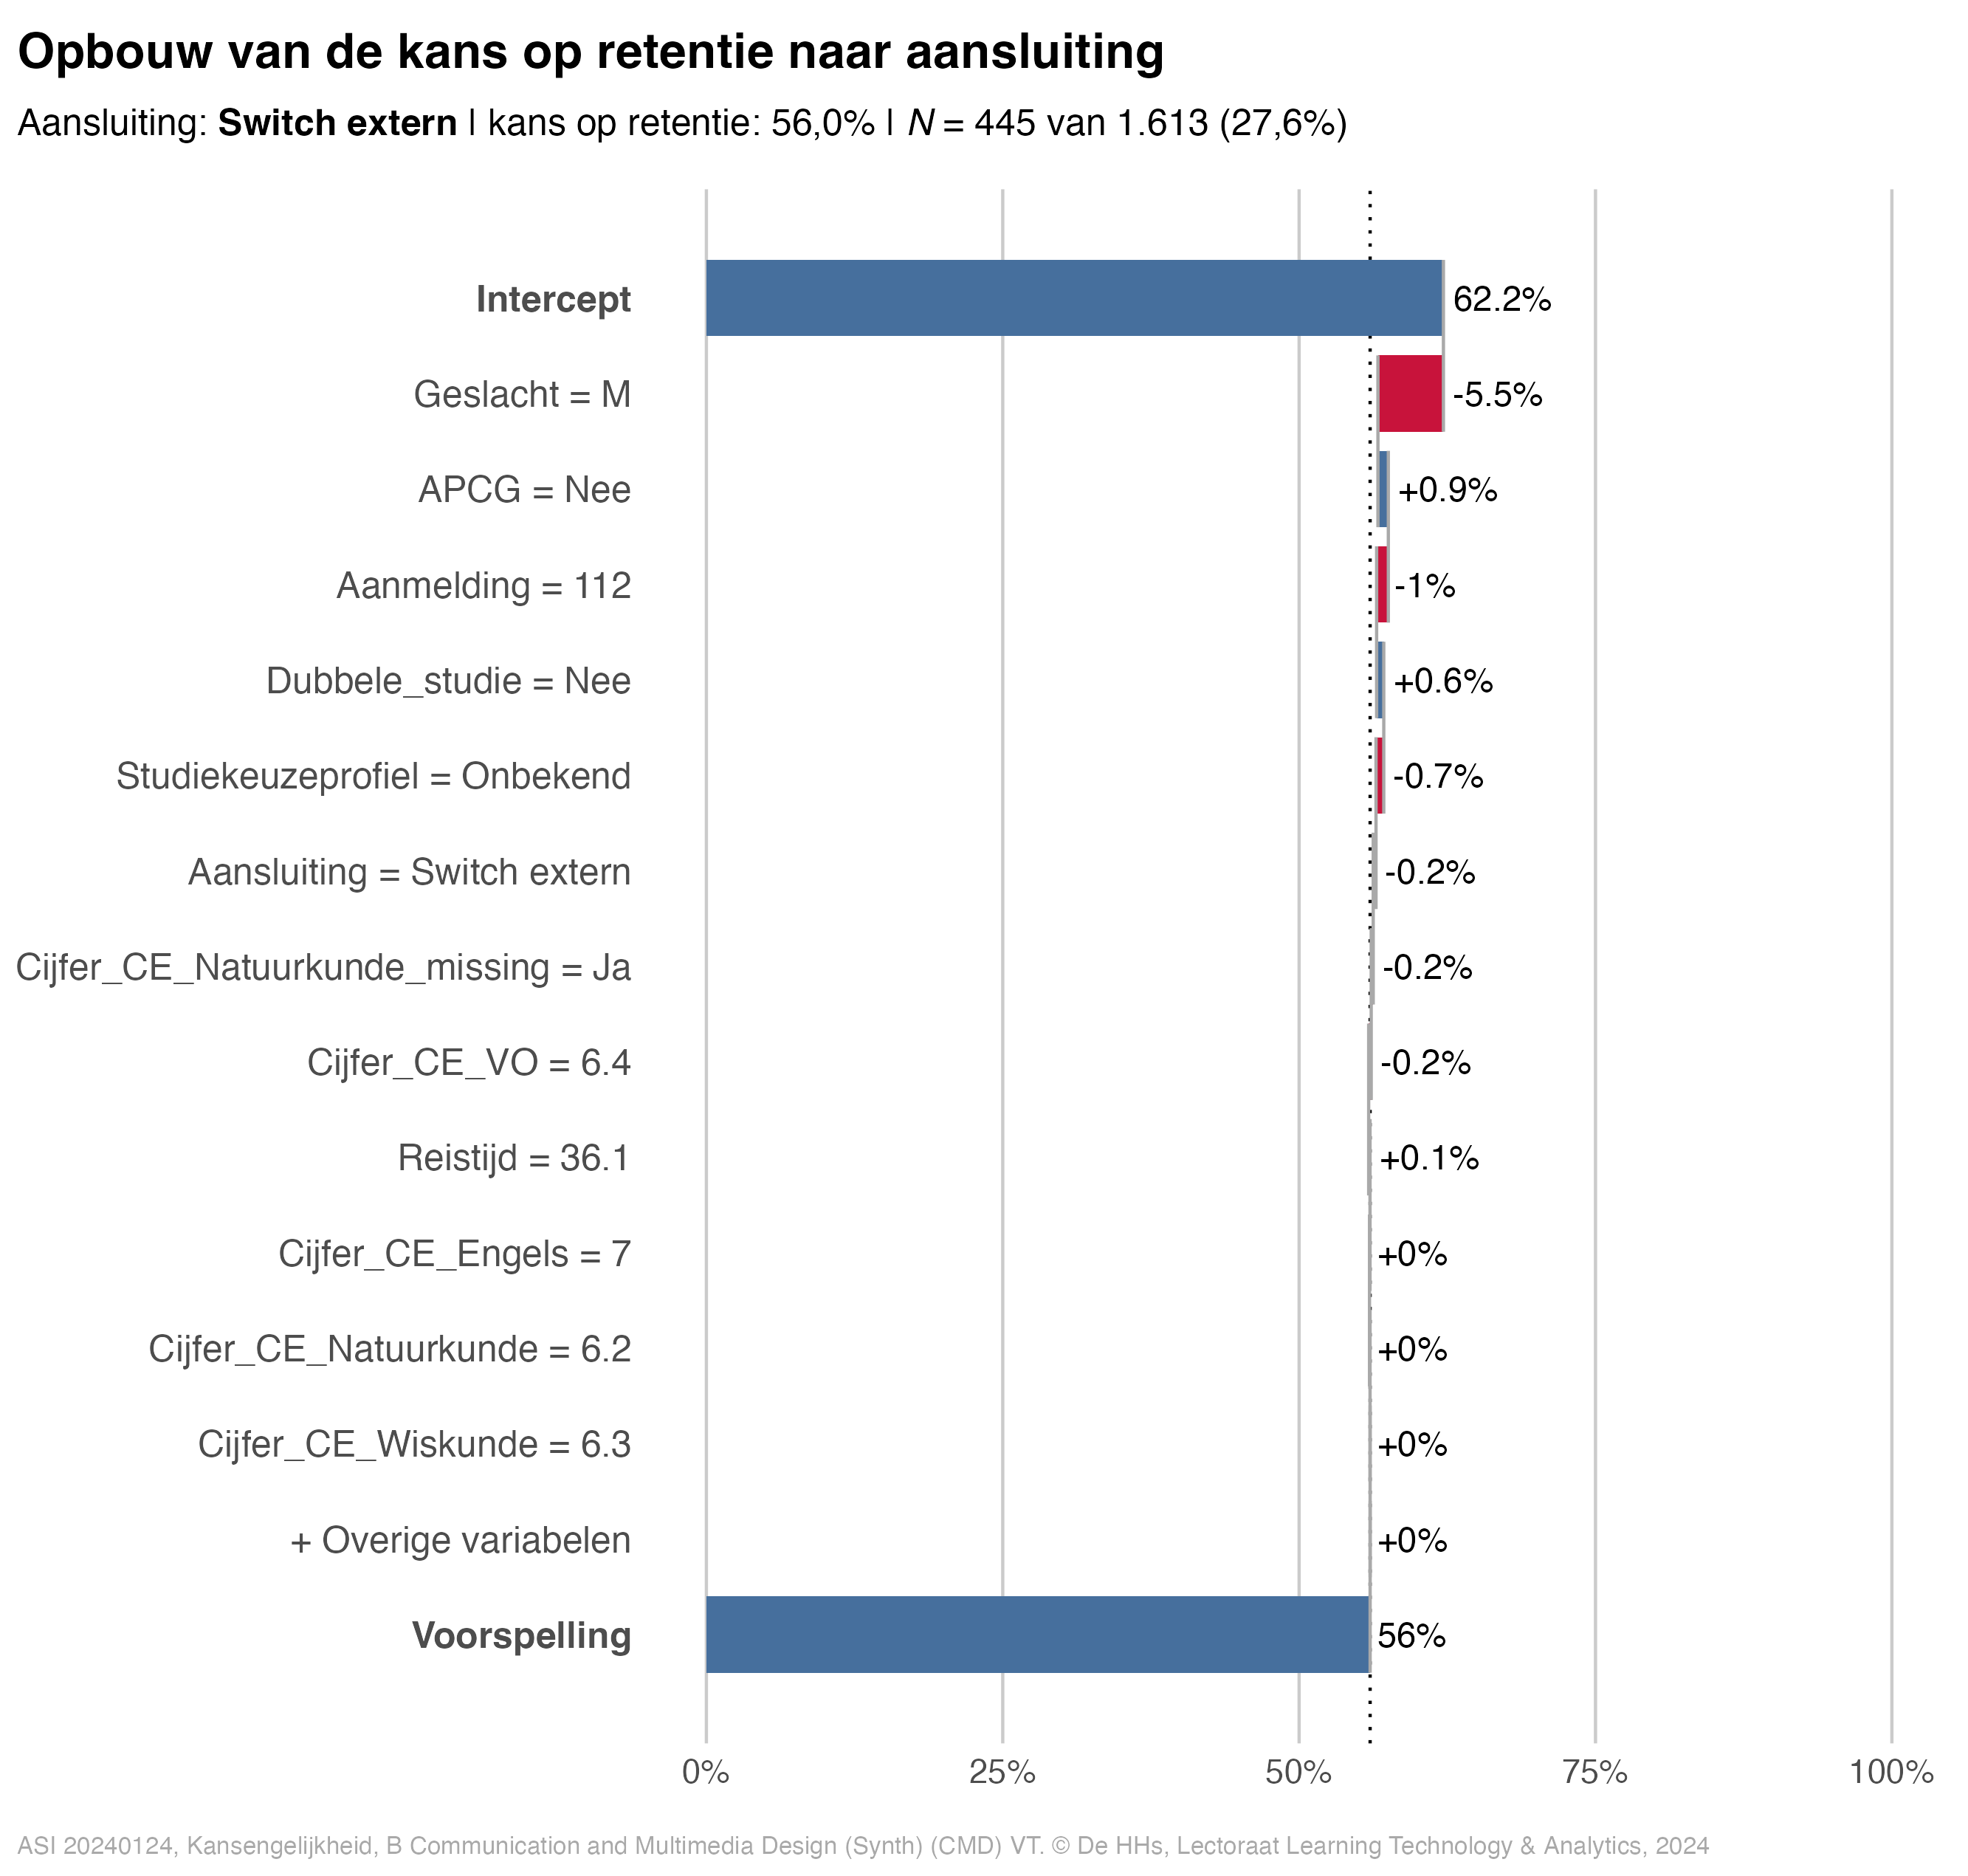 Opbouw van de kans op retentie naar aansluiting
Aansluiting: Switch extern | kans op retentie: 56,0% | N = 445 van 1.613 (27,6%)
Intercept 62.2%
Geslacht = M -5.5%
APCG = Nee +0.9%
Aanmelding = 112 -1%
Dubbele_studie = Nee +0.6%
Studiekeuzeprofiel = Onbekend -0.7%
Aansluiting = Switch extern -0.2%
Cijfer_CE_Natuurkunde_missing = Ja -0.2%
Cijfer_CE_VO = 6.4 -0.2%
Reistijd = 36.1 +0.1%
Cijfer_CE_Engels = 7 +0%
Cijfer_CE_Natuurkunde = 6.2 +0%
Cijfer_CE_Wiskunde = 6.3 +0%
+ Overige variabelen +0%
Voorspelling 56%
0% 25% 50% 75% 100%
ASI 20240124, Kansengelijkheid, B Communication and Multimedia Design (Synth) (CMD) VT. © De HHs, Lectoraat Learning Technology & Analytics, 2024